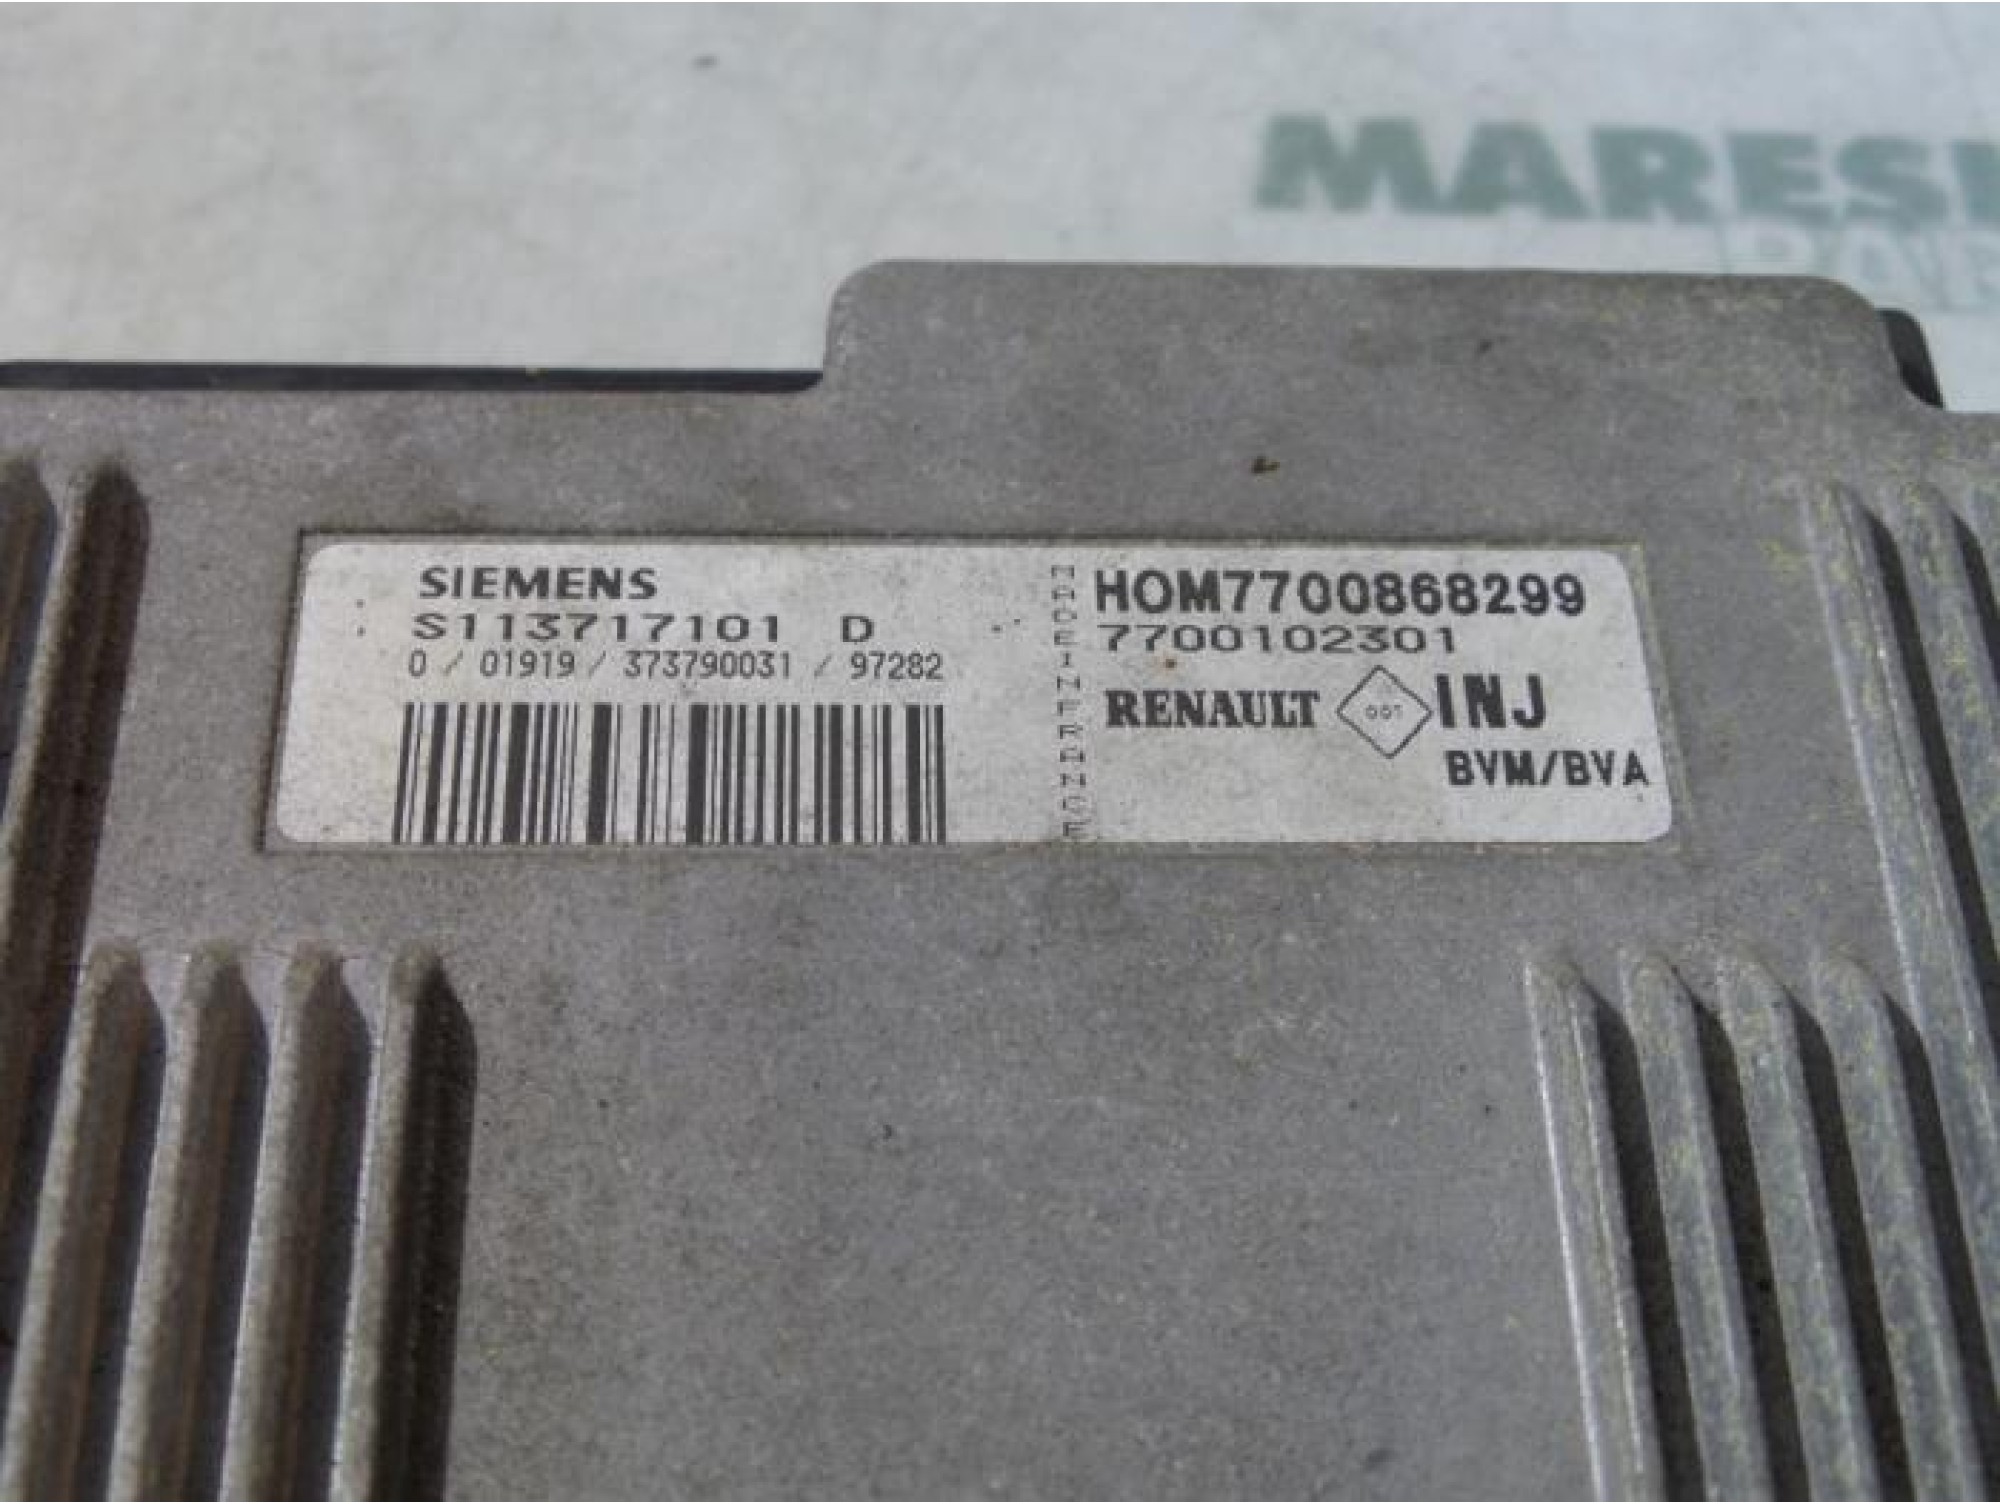 MARES
SIEMENS
S113717101 D
0 / 01919 / 373790031 / 97282
MADE IN FRANCE
HOM7700868299
7700102301
RENAULT INJ
BVM/BVA